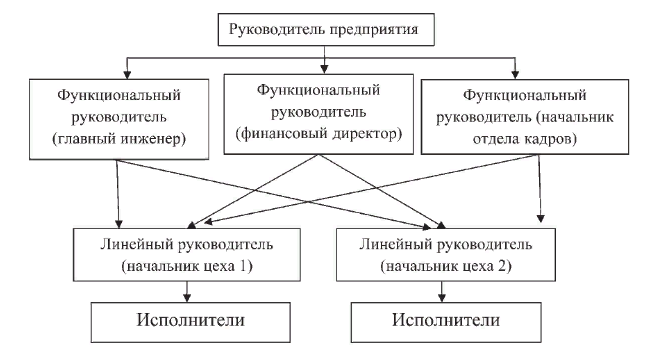 Руководитель предприятия
Функциональный
руководитель
(главный инженер)
Функциональный
руководитель
(финансовый директор)
Функциональный
руководитель (начальник
отдела кадров)
Линейный руководитель
(начальник цеха 1)
Линейный руководитель
(начальник цеха 2)
Исполнители
Исполнители